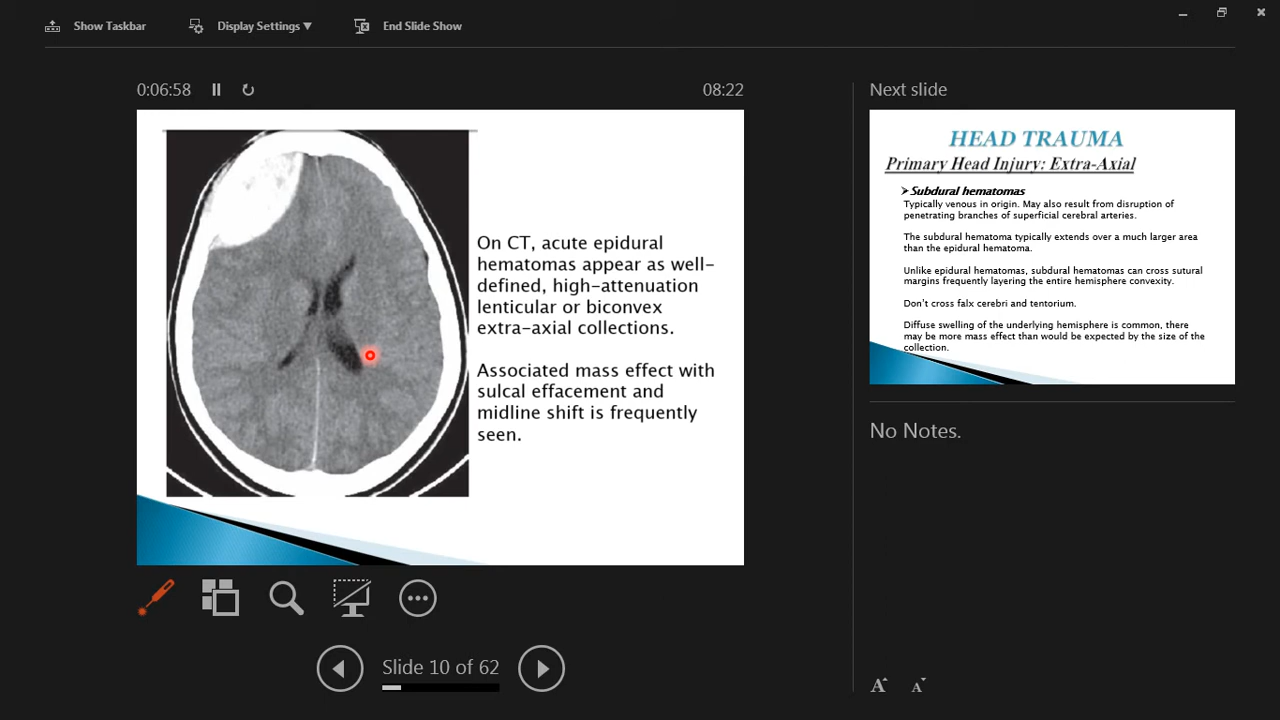 Show Taskbar
Display Settings ▼
End Slide Show
0:06:58
08:22
On CT, acute epidural
hematomas appear as well-
defined, high-attenuation
lenticular or biconvex
extra-axial collections.
Associated mass effect with
sulcal effacement and
midline shift is frequently
seen.
Slide 10 of 62
Next slide
HEAD TRAUMA
Primary Head Injury: Extra-Axial
➤ Subdural hematomas
Typically venous in origin. May also result from disruption of
penetrating branches of superficial cerebral arteries.
The subdural hematoma typically extends over a much larger area
than the epidural hematoma.
Unlike epidural hematomas, subdural hematomas can cross sutural
margins frequently layering the entire hemisphere convexity.
Don't cross falx cerebri and tentorium.
Diffuse swelling of the underlying hemisphere is common, there
may be more mass effect than would be expected by the size of the
collection.
No Notes.
A A